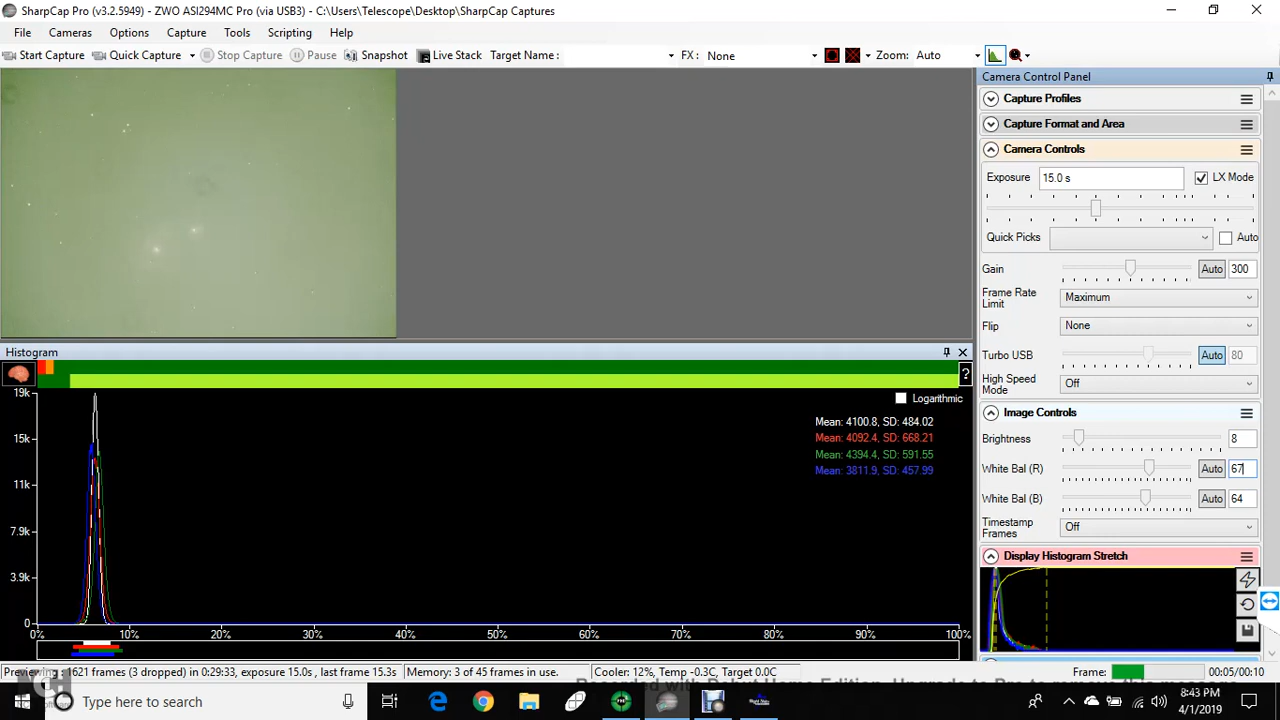 SharpCap Pro (v3.2.5949) - ZWO ASI294MC Pro (via USB3) - C:\Users\Telescope\Desktop\SharpCap Captures
File Cameras Options Capture Tools Scripting Help
Start Capture Quick Capture Stop Capture Pause Snapshot Live Stack Target Name : FX: None Zoom: Auto
Camera Control Panel
Capture Profiles
Capture Format and Area
Camera Controls
Exposure 15.0 s LX Mode
Quick Picks Auto
Gain Auto 300
Frame Rate Limit Maximum
Flip None
Turbo USB Auto 80
High Speed Mode Off
Image Controls
Brightness 8
White Bal (R) Auto 67
White Bal (B) Auto 64
Timestamp Frames Off
Display Histogram Stretch
Histogram
?
Logarithmic
Mean: 4100.8, SD: 484.02
Mean: 4092.4, SD: 668.21
Mean: 4394.4, SD: 591.55
Mean: 3811.9, SD: 457.99
19k
15k
11k
7.9k
3.9k
0
0% 10% 20% 30% 40% 50% 60% 70% 80% 90% 100%
Previewing : 1621 frames (3 dropped) in 0:29:33, exposure 15.0s , last frame 15.3s Memory: 3 of 45 frames in use. Cooler: 12%, Temp -0.3C, Target 0.0C Frame: 00:05/00:10
Type here to search
8:43 PM
4/1/2019